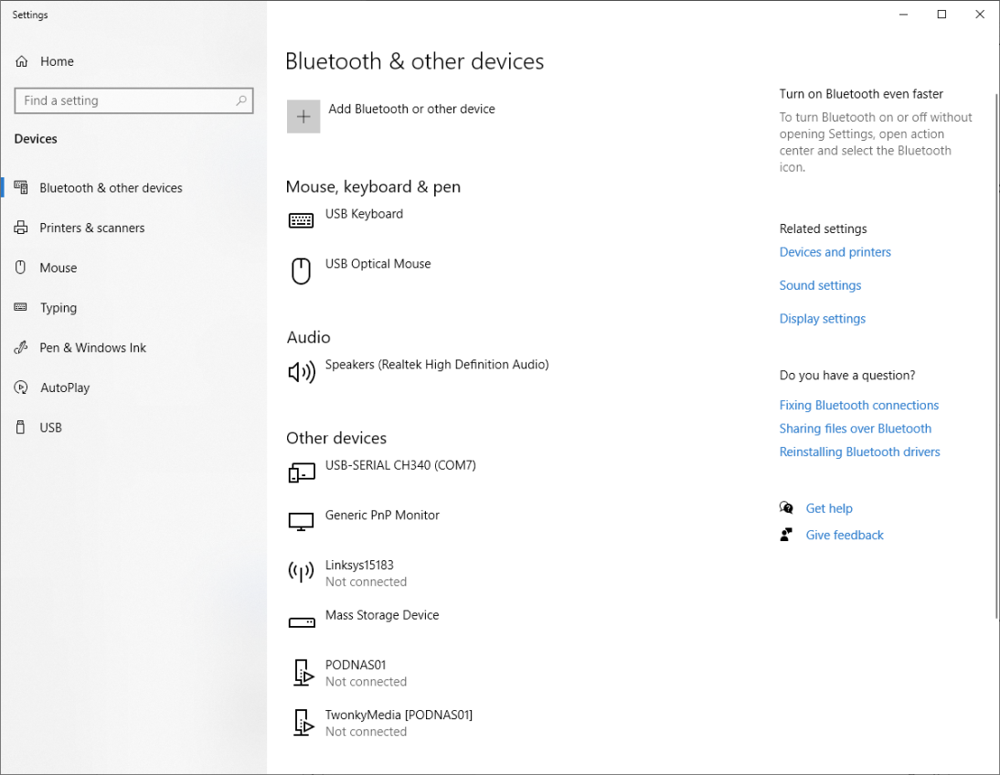 Settings
Home
Find a setting
Devices
Bluetooth & other devices
Printers & scanners
Mouse
Typing
Pen & Windows Ink
AutoPlay
USB
Bluetooth & other devices
Add Bluetooth or other device
Mouse, keyboard & pen
USB Keyboard
USB Optical Mouse
Audio
Speakers (Realtek High Definition Audio)
Other devices
USB-SERIAL CH340 (COM7)
Generic PnP Monitor
Linksys15183
Not connected
Mass Storage Device
PODNAS01
Not connected
TwonkyMedia [PODNAS01]
Not connected
Turn on Bluetooth even faster
To turn Bluetooth on or off without
opening Settings, open action
center and select the Bluetooth
icon.
Related settings
Devices and printers
Sound settings
Display settings
Do you have a question?
Fixing Bluetooth connections
Sharing files over Bluetooth
Reinstalling Bluetooth drivers
Get help
Give feedback